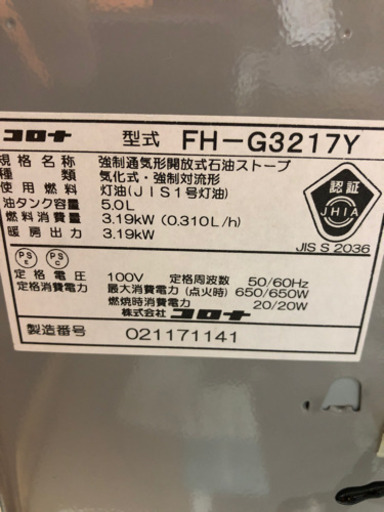 コロナ 型式 FH-G3217Y
規格名称 強制通気形開放式石油ストーブ
種類 気化式・強制対流形
使用燃料 灯油(JIS1号灯油)
油タンク容量 5.0L
燃料消費量 3.19kW (0.310L/h)
暖房出力 3.19kW
認証
JHIA
JIS S 2036
PS E PS C
定格電圧 100V 定格周波数 50/60Hz
定格消費電力 最大消費電力 (点火時) 650/650W
燃焼時消費電力 20/20W
株式会社 コロナ
製造番号 021171141